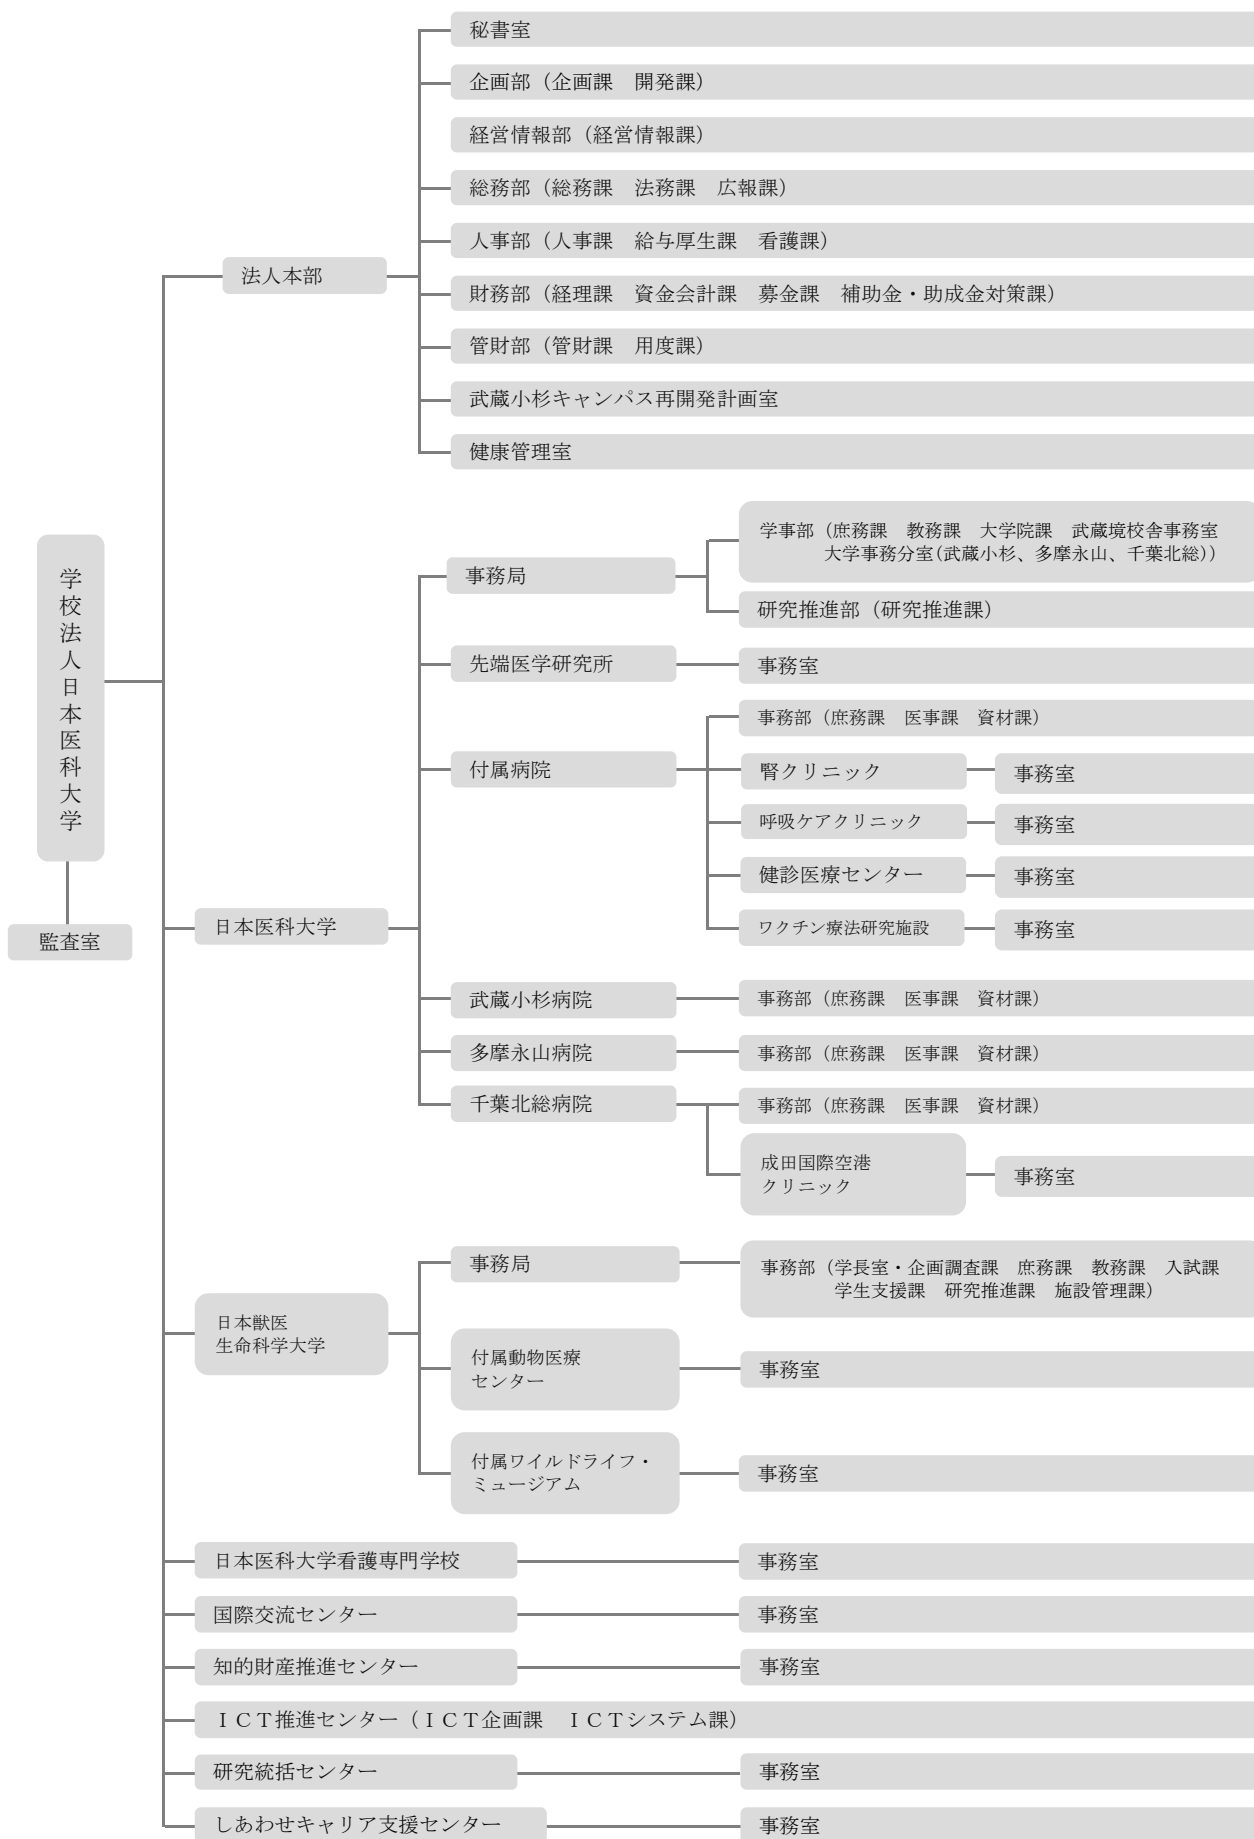 秘書室
企画部（企画課　開発課）
経営情報部（経営情報課）
総務部（総務課　法務課　広報課）
人事部（人事課　給与厚生課　看護課）
法人本部
財務部（経理課　資金会計課　募金課　補助金・助成金対策課）
管財部（管財課　用度課）
武蔵小杉キャンパス再開発計画室
健康管理室
学校法人日本医科大学
監査室
日本医科大学
事務局
学事部（庶務課　教務課　大学院課　武蔵境校舎事務室
大学事務分室(武蔵小杉、多摩永山、千葉北総)）
研究推進部（研究推進課）
先端医学研究所
事務室
付属病院
事務部（庶務課　医事課　資材課）
腎クリニック
事務室
呼吸ケアクリニック
事務室
健診医療センター
事務室
ワクチン療法研究施設
事務室
武蔵小杉病院
事務部（庶務課　医事課　資材課）
多摩永山病院
事務部（庶務課　医事課　資材課）
千葉北総病院
事務部（庶務課　医事課　資材課）
成田国際空港
クリニック
事務室
日本獣医
生命科学大学
事務局
事務部（学長室・企画調査課　庶務課　教務課　入試課
学生支援課　研究推進課　施設管理課）
付属動物医療
センター
事務室
付属ワイルドライフ・
ミュージアム
事務室
日本医科大学看護専門学校
事務室
国際交流センター
事務室
知的財産推進センター
事務室
ＩＣＴ推進センター（ＩＣＴ企画課　ＩＣＴシステム課）
研究統括センター
事務室
しあわせキャリア支援センター
事務室